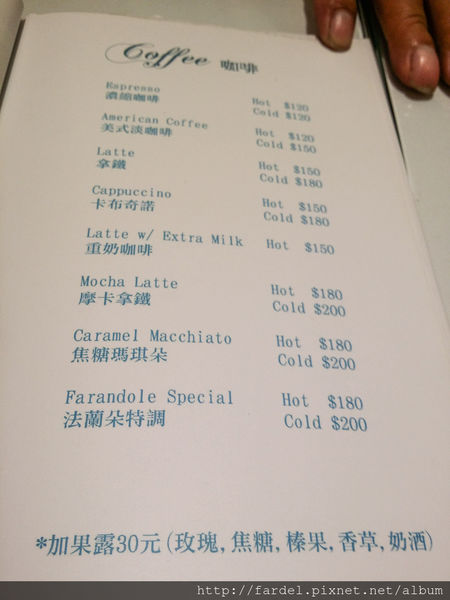 Coffee 咖啡
Espresso
濃縮咖啡
Hot $120
Cold $120
American Coffee
美式淡咖啡
Hot $120
Cold $150
Latte
拿鐵
Hot $150
Cold $180
Cappuccino
卡布奇諾
Hot $150
Cold $180
Latte w/ Extra Milk Hot $150
重奶咖啡
Mocha Latte
摩卡拿鐵
Hot $180
Cold $200
Caramel Macchiato
焦糖瑪琪朵
Hot $180
Cold $200
Farandole Special
法蘭朵特調
Hot $180
Cold $200
*加果露30元(玫瑰,焦糖,榛果,香草,奶酒)
http://fardel.pixnet.net/album